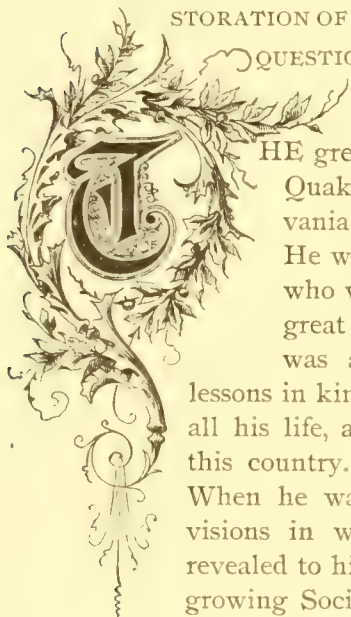 STORATION OF
QUESTIO
THE gre
Quak
vania
He w
who v
great
was a
lessons in kin
all his life, a
this country.
When he wa
visions in w
revealed to hi
growing Soci